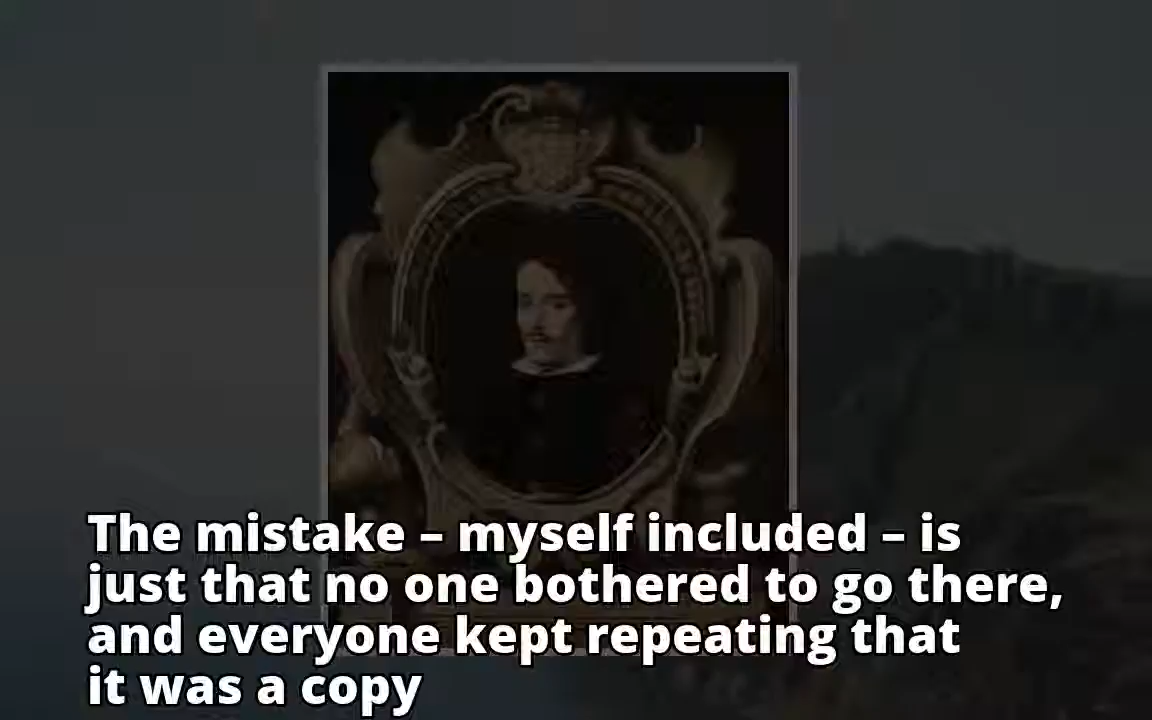 The mistake – myself included – is
just that no one bothered to go there,
and everyone kept repeating that
it was a copy